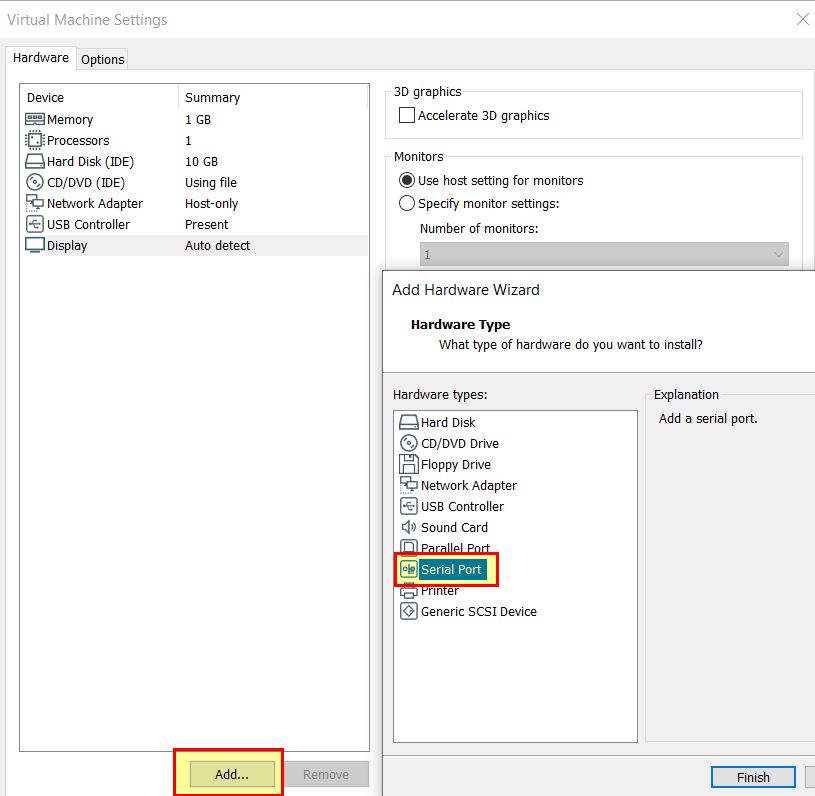 Virtual Machine Settings
Hardware
Options
Device Summary
Memory 1 GB
Processors 1
Hard Disk (IDE) 10 GB
CD/DVD (IDE) Using file
Network Adapter Host-only
USB Controller Present
Display Auto detect
Add...
Remove
3D graphics
Accelerate 3D graphics
Monitors
Use host setting for monitors
Specify monitor settings:
Number of monitors:
1
Add Hardware Wizard
Hardware Type
What type of hardware do you want to install?
Hardware types:
Hard Disk
CD/DVD Drive
Floppy Drive
Network Adapter
USB Controller
Sound Card
Parallel Port
Serial Port
Printer
Generic SCSI Device
Explanation
Add a serial port.
Finish